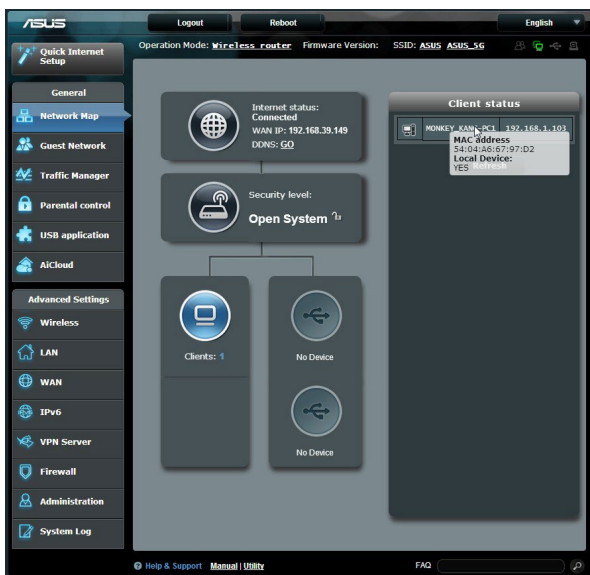 ASUS
Logout
Reboot
English
Quick Internet
Setup
Operation Mode: Wireless router Firmware Version: SSID: ASUS ASUS_5G
General
Network Map
Guest Network
Traffic Manager
Parental control
USB application
AiCloud
Advanced Settings
Wireless
LAN
WAN
IPv6
VPN Server
Firewall
Administration
System Log
Internet status:
Connected
WAN IP: 192.168.39.149
DDNS: GO
Security level:
Open System
Clients: 1
No Device
No Device
Client status
192.168.1.103
MAC address
54:04:A6:67:97:D2
Local Device:
YES
Refresh
Help & Support Manual | Utility
FAQ